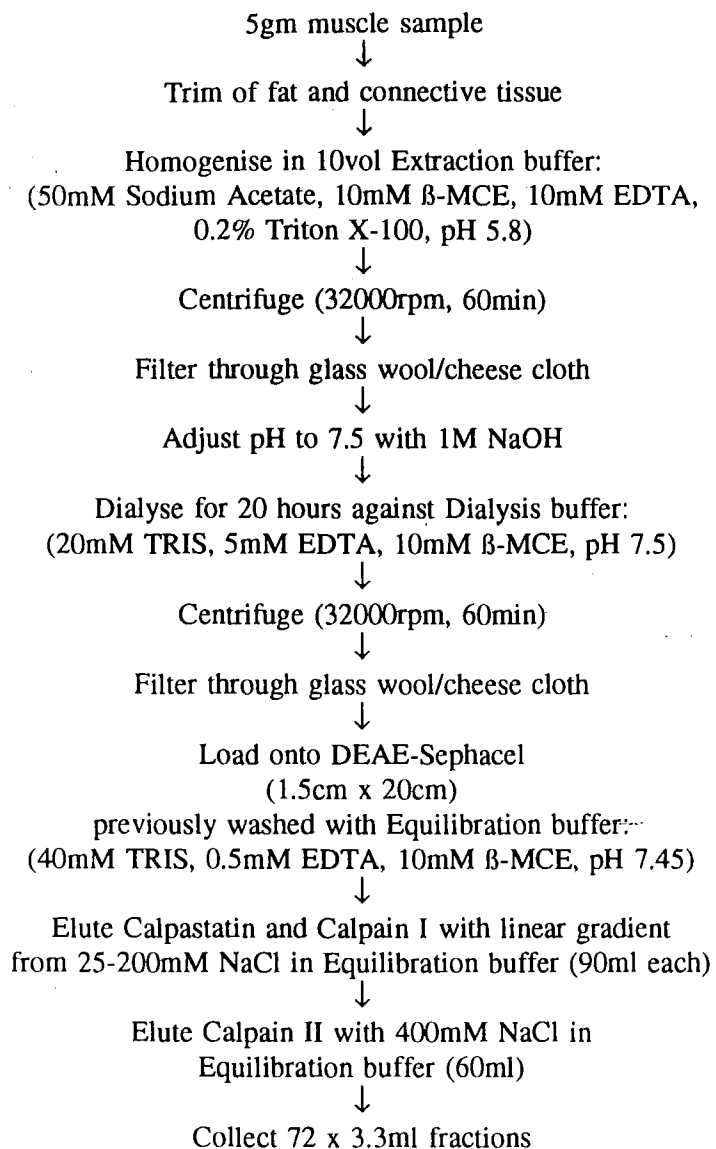 5gm muscle sample
↓
Trim of fat and connective tissue
↓
Homogenise in 10vol Extraction buffer:
(50mM Sodium Acetate, 10mM ß-MCE, 10mM EDTA,
0.2% Triton X-100, pH 5.8)
↓
Centrifuge (32000rpm, 60min)
↓
Filter through glass wool/cheese cloth
↓
Adjust pH to 7.5 with 1M NaOH
↓
Dialyse for 20 hours against Dialysis buffer:
(20mM TRIS, 5mM EDTA, 10mM ß-MCE, pH 7.5)
↓
Centrifuge (32000rpm, 60min)
↓
Filter through glass wool/cheese cloth
↓
Load onto DEAE-Sephacel
(1.5cm x 20cm)
previously washed with Equilibration buffer:
(40mM TRIS, 0.5mM EDTA, 10mM ß-MCE, pH 7.45)
↓
Elute Calpastatin and Calpain I with linear gradient
from 25-200mM NaCl in Equilibration buffer (90ml each)
↓
Elute Calpain II with 400mM NaCl in
Equilibration buffer (60ml)
↓
Collect 72 x 3.3ml fractions